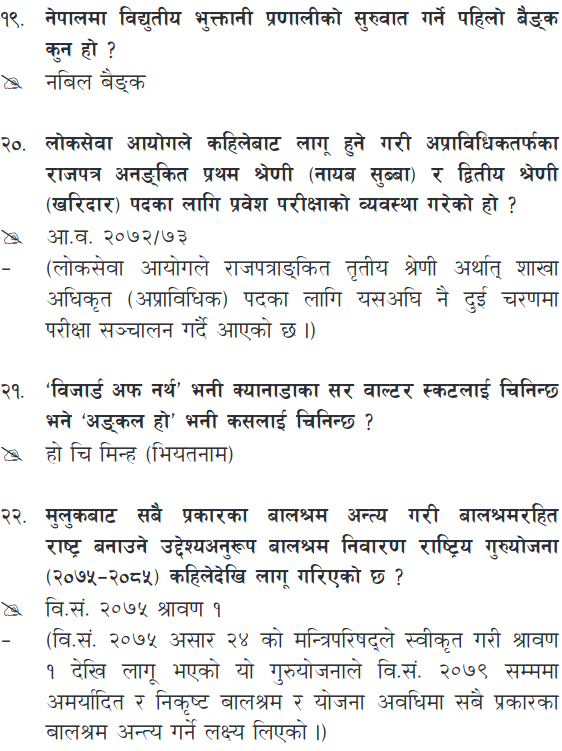 १९. नेपालमा विद्युतीय भुक्तानी प्रणालीको सुरुवात गर्ने पहिलो बैङ्क
कुन हो ?
नबिल बैङ्क
२०. लोकसेवा आयोगले कहिलेबाट लागू हुने गरी अप्राविधिकतर्फका
राजपत्र अनङ्कित प्रथम श्रेणी (नायब सुब्बा) र द्वितीय श्रेणी
(खरिदार) पदका लागि प्रवेश परीक्षाको व्यवस्था गरेको हो ?
आ.व. २०७२/७३
– (लोकसेवा आयोगले राजपत्राङ्कित तृतीय श्रेणी अर्थात् शाखा
अधिकृत (अप्राविधिक) पदका लागि यसअघि नै दुई चरणमा
परीक्षा सञ्चालन गर्दै आएको छ ।)
२१. ‘विजार्ड अफ नर्थ’ भनी क्यानाडाका सर वाल्टर स्कटलाई चिनिन्छ
भने ‘अङ्कल हो’ भनी कसलाई चिनिन्छ ?
हो चि मिन्ह (भियतनाम)
२२. मुलुकबाट सबै प्रकारका बालश्रम अन्त्य गरी बालश्रमरहित
राष्ट्र बनाउने उद्देश्यअनुरूप बालश्रम निवारण राष्ट्रिय गुरुयोजना
(२०७५–२०८५) कहिलेदेखि लागू गरिएको छ ?
वि.सं. २०७५ श्रावण १
– (वि.सं. २०७५ असार २४ को मन्त्रिपरिषद्ले स्वीकृत गरी श्रावण
१ देखि लागू भएको यो गुरुयोजनाले वि.सं. २०७९ सम्ममा
अमर्यादित र निकृष्ट बालश्रम र योजना अवधिमा सबै प्रकारका
बालश्रम अन्त्य गर्ने लक्ष्य लिएको ।)